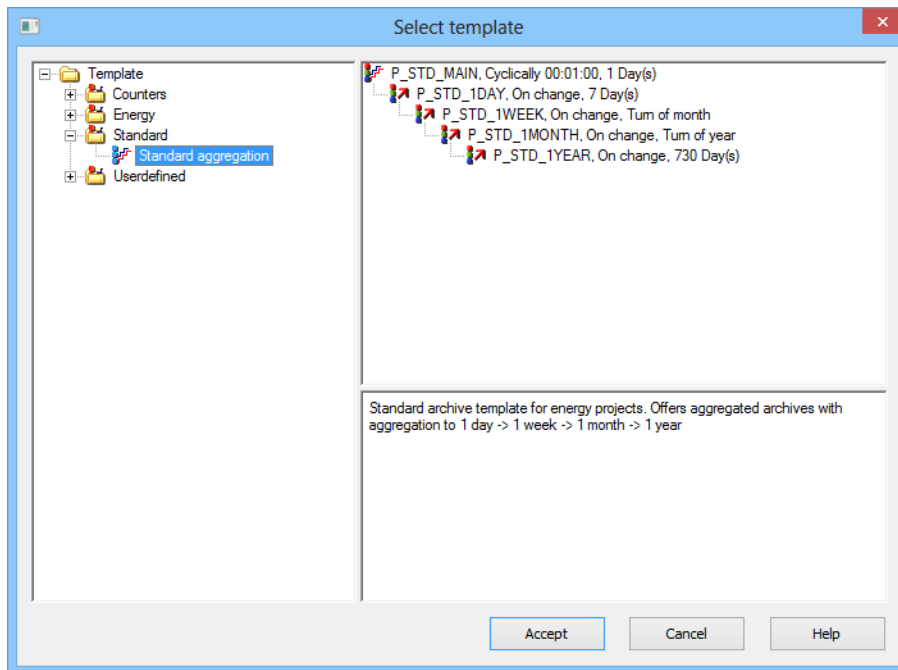 Select template
Template
Counters
Energy
Standard
Standard aggregation
Userdefined
P_STD_MAIN, Cyclically 00:01:00, 1 Day(s)
P_STD_1DAY, On change, 7 Day(s)
P_STD_1WEEK, On change, Turn of month
P_STD_1MONTH, On change, Turn of year
P_STD_1YEAR, On change, 730 Day(s)
Standard archive template for energy projects. Offers aggregated archives with
aggregation to 1 day -> 1 week -> 1 month -> 1 year
Accept
Cancel
Help